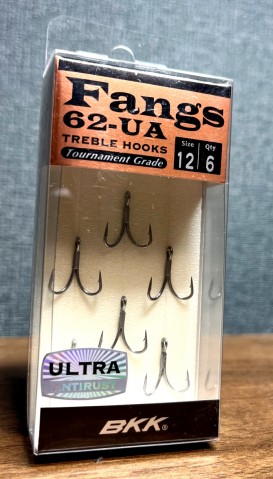 Fangs
62-UA
TREBLE HOOKS
Tournament Grade
Size
12
Qty
6
ULTRA
ANTIRUST
BKK®